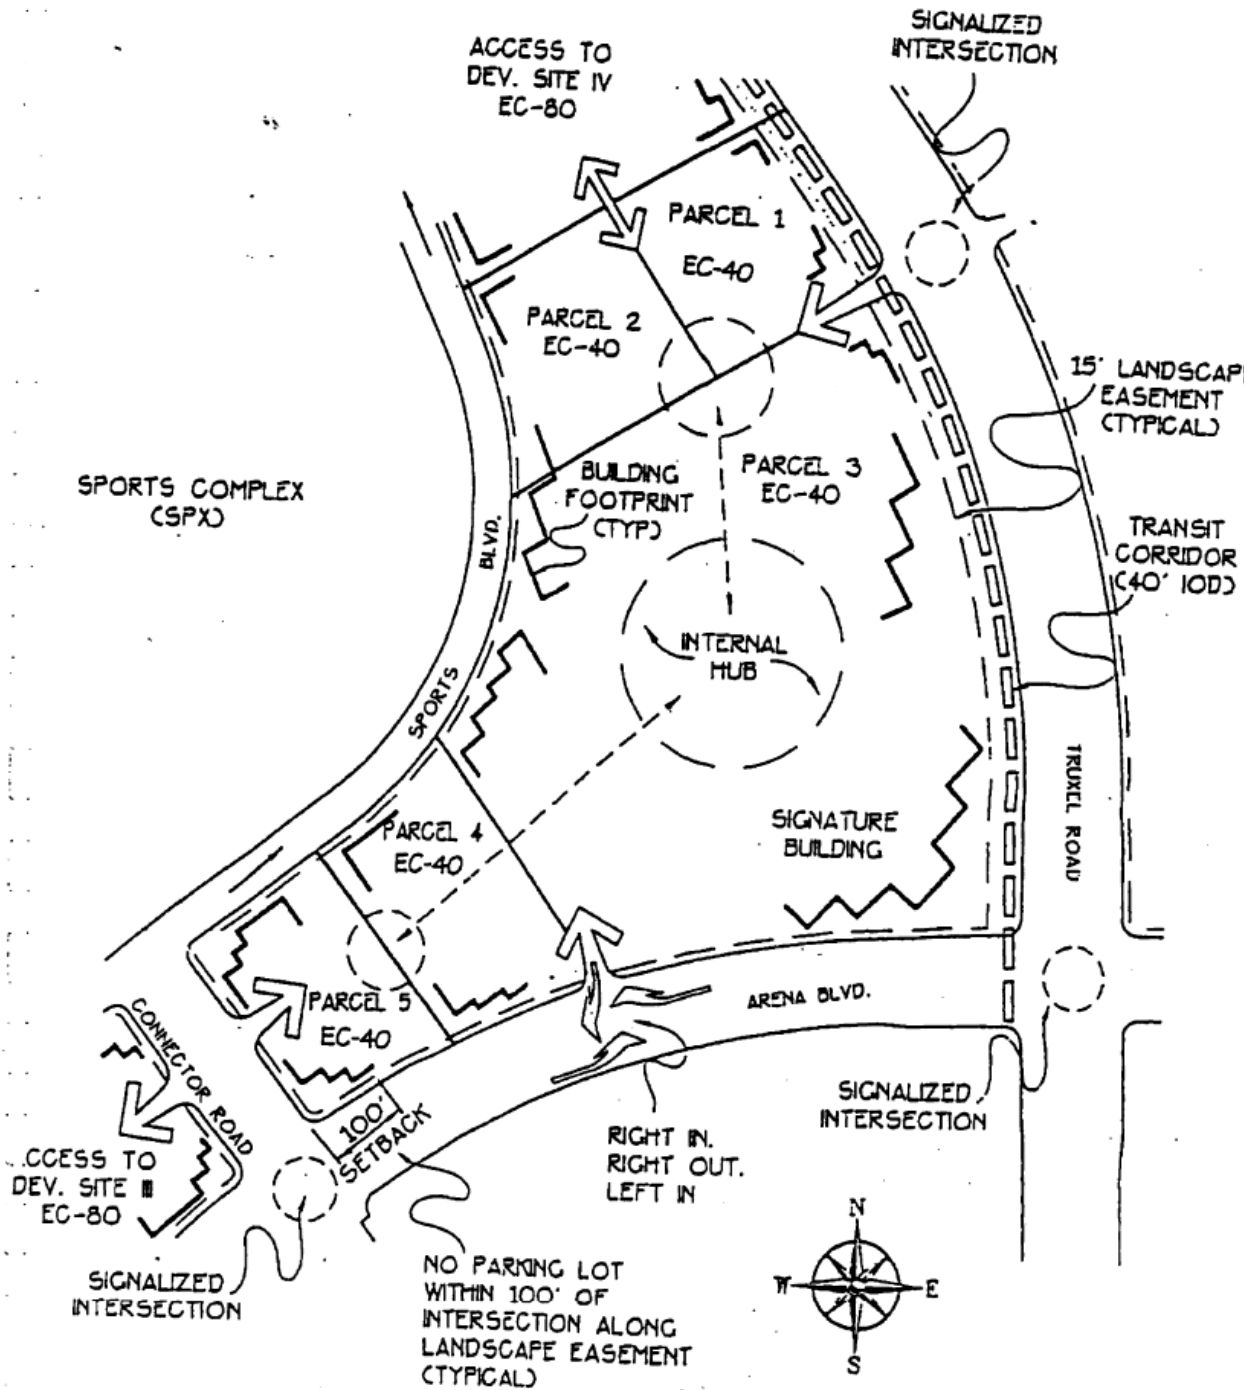 SIGNALIZED
INTERSECTION
ACCESS TO
DEV. SITE IV
EC-80
PARCEL 1
EC-40
PARCEL 2
EC-40
15' LANDSCAPE
EASEMENT
(TYPICAL)
PARCEL 3
EC-40
BUILDING
FOOTPRINT
(TYP)
SPORTS COMPLEX
(SPX)
TRANSIT
CORRIDOR
(40' IOD)
SPORTS BLVD.
INTERNAL
HUB
TRUXEL ROAD
SIGNATURE
BUILDING
PARCEL 4
EC-40
PARCEL 5
EC-40
ARENA BLVD.
CONNECTOR ROAD
SIGNALIZED
INTERSECTION
100'
SETBACK
RIGHT IN.
RIGHT OUT.
LEFT IN
.CCESS TO
DEV. SITE III
EC-80
SIGNALIZED
INTERSECTION
NO PARKING LOT
WITHIN 100' OF
INTERSECTION ALONG
LANDSCAPE EASEMENT
(TYPICAL)
N
W
E
S